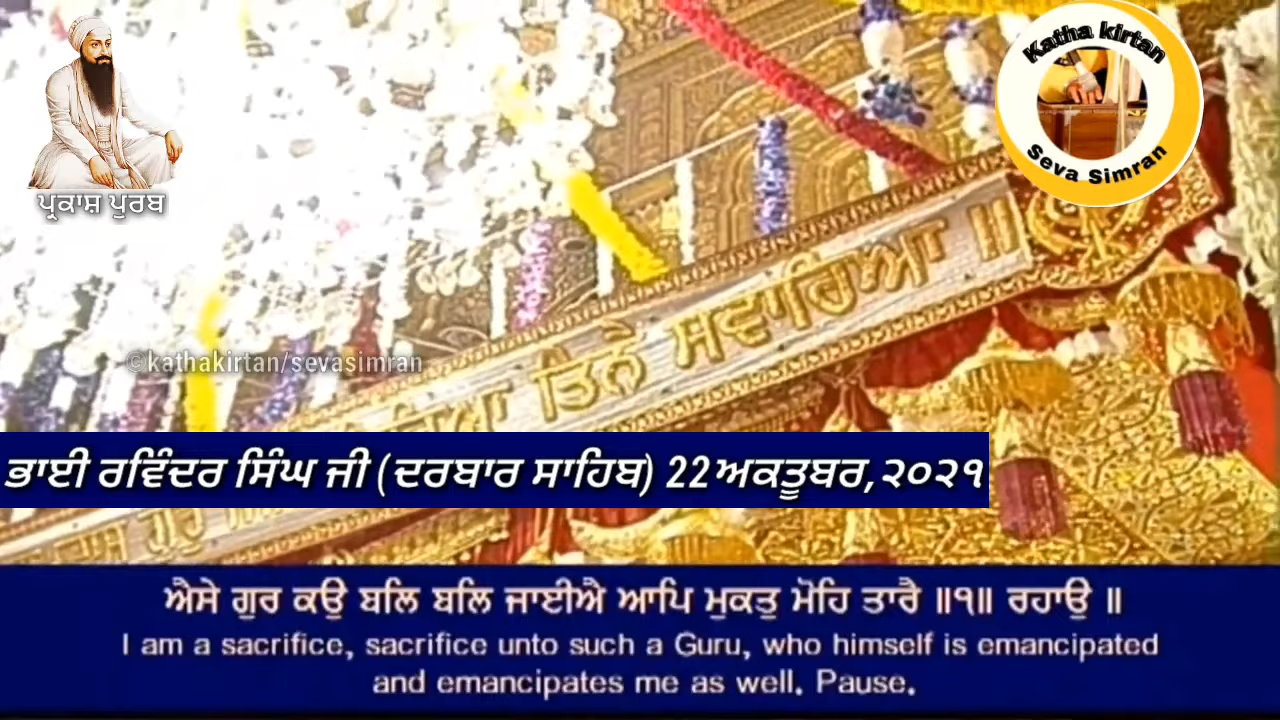 Katha kirtan
Seva Simran
ਪ੍ਰਕਾਸ਼ ਪੁਰਬ
ਤਿਨੇ ਸਵਾਰਿਆ ॥
©kathakirtan/sevasimran
ਭਾਈ ਰਵਿੰਦਰ ਸਿੰਘ ਜੀ (ਦਰਬਾਰ ਸਾਹਿਬ) 22ਅਕਤੂਬਰ,੨੦੨੧
ਗੁਰੁ
ਐਸੇ ਗੁਰ ਕਉ ਬਲਿ ਬਲਿ ਜਾਈਐ ਆਪਿ ਮੁਕਤੁ ਮੋਹਿ ਤਾਰੈ ॥੧॥ ਰਹਾਉ ॥
I am a sacrifice, sacrifice unto such a Guru, who himself is emancipated
and emancipates me as well. Pause.